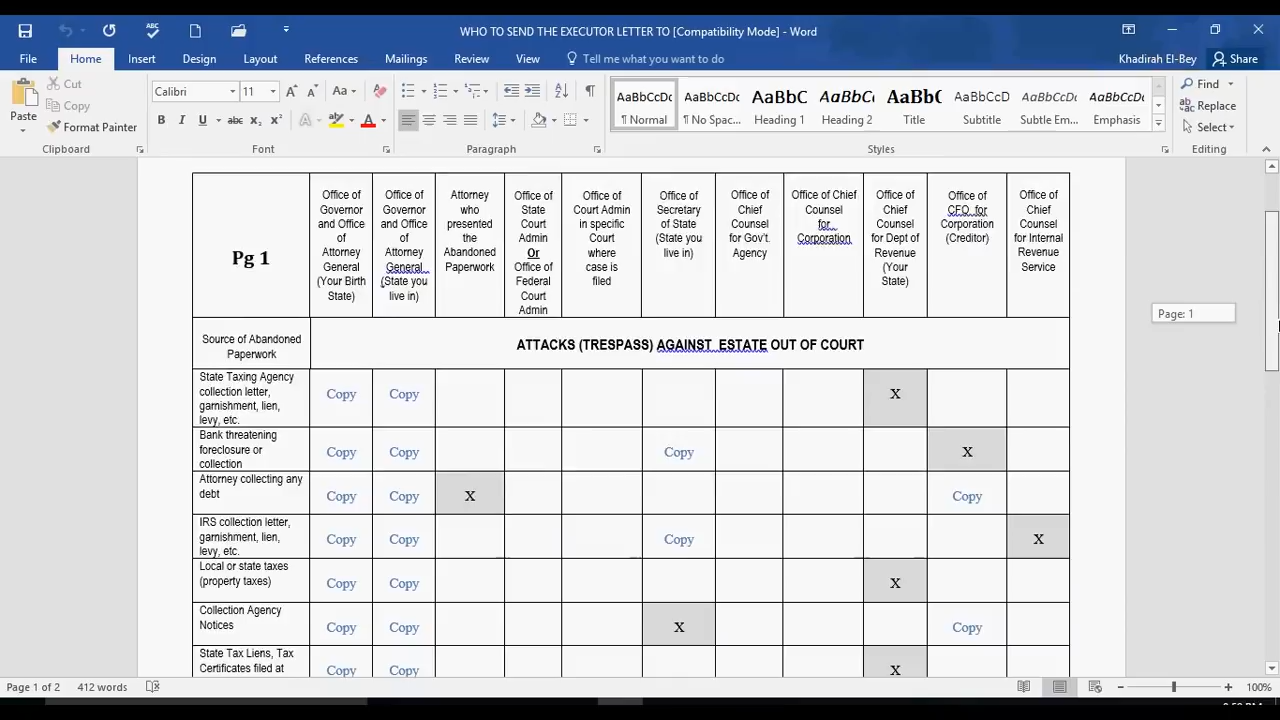 WHO TO SEND THE EXECUTOR LETTER TO [Compatibility Mode] - Word
File Home Insert Design Layout References Mailings Review View Tell me what you want to do Khadirah El-Bey Share
Paste Cut Copy Format Painter
Calibri 11
AaBbCcDc AaBbCcDc AaBbC AaBbCc AaBb( AaBbCcD AaBbCcDc AaBbCcDc
¶ Normal ¶ No Spac... Heading 1 Heading 2 Title Subtitle Subtle Em... Emphasis
Find Replace Select
Clipboard Font Paragraph Styles Editing
Pg 1
Office of
Governor
and Office
of
Attorney
General
(Your Birth
State)
Office of
Governor
and Office
of
Attorney
General
(State you
live in)
Attorney
who
presented
the
Abandoned
Paperwork
Office of
State
Court
Admin
Or
Office of
Federal
Court
Admin
Office of
Court Admin
in specific
Court
where
case is
filed
Office of
Secretary
of State
(State you
live in)
Office of
Chief
Counsel
for Gov't.
Agency
Office of Chief
Counsel
for
Corporation
Office of
Chief
Counsel
for Dept of
Revenue
(Your
State)
Office of
CFO for
Corporation
(Creditor)
Office of
Chief
Counsel
for Internal
Revenue
Service
Page: 1
Source of Abandoned
Paperwork
ATTACKS (TRESPASS) AGAINST ESTATE OUT OF COURT
State Taxing Agency
collection letter,
garnishment, lien,
levy, etc.
Copy Copy X
Bank threatening
foreclosure or
collection
Copy Copy Copy X
Attorney collecting any
debt
Copy Copy X Copy
IRS collection letter,
garnishment, lien,
levy, etc.
Copy Copy Copy X
Local or state taxes
(property taxes)
Copy Copy X
Collection Agency
Notices
Copy Copy X Copy
State Tax Liens, Tax
Certificates filed at
Copy Copy X
Page 1 of 2 412 words 100%